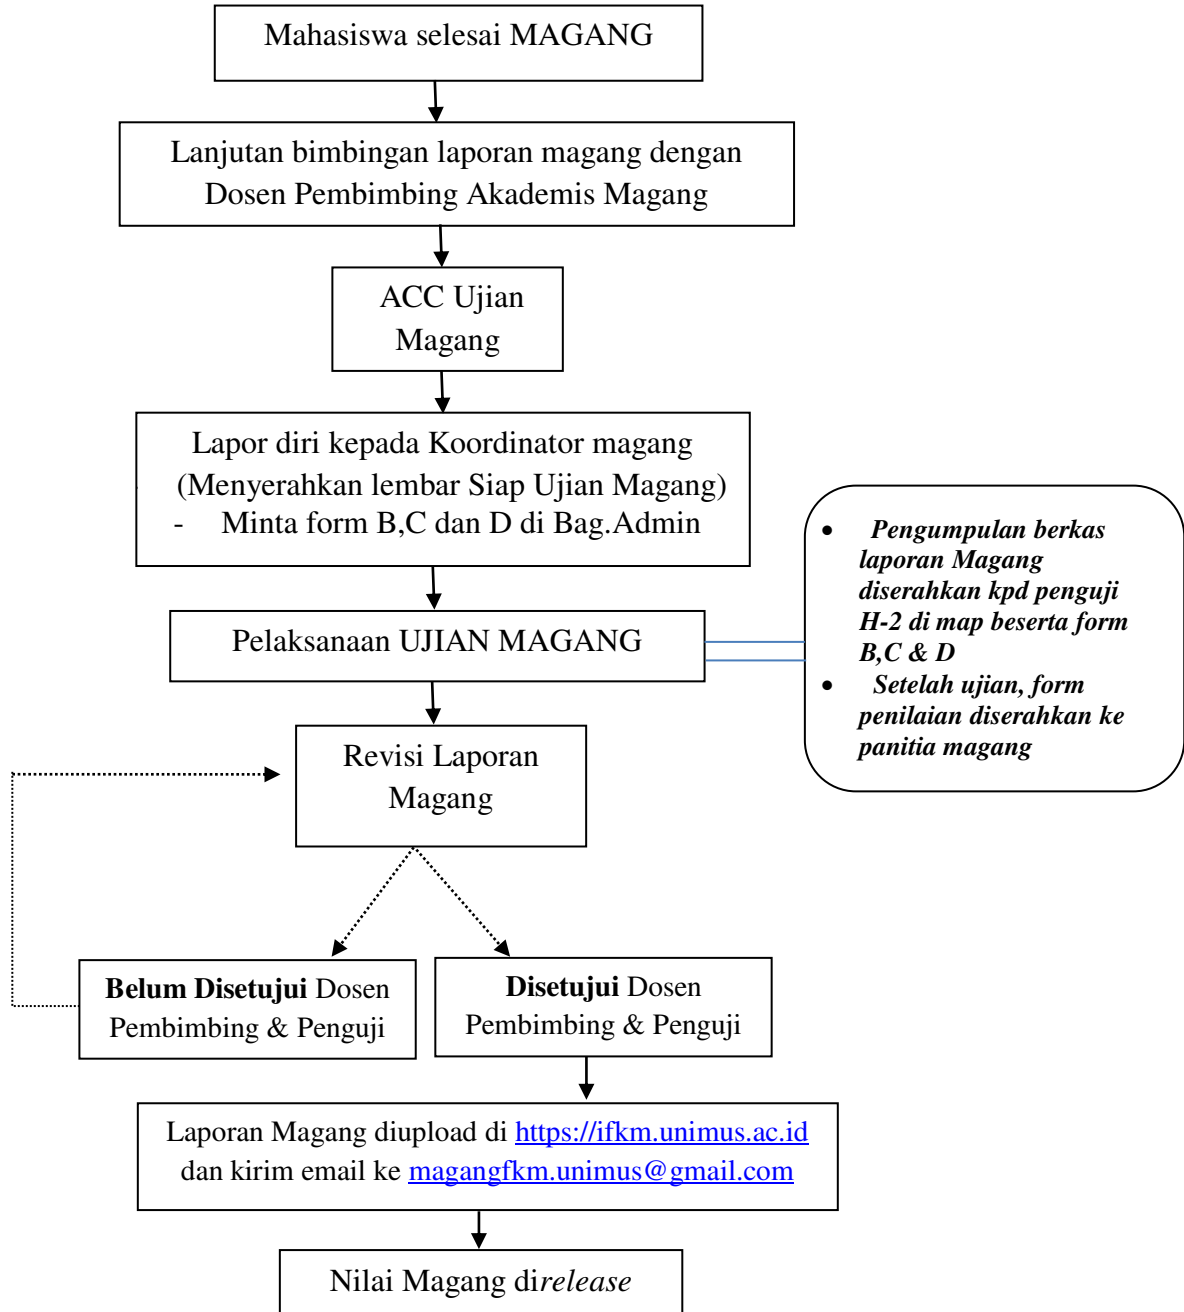 Mahasiswa selesai MAGANG
Lanjutan bimbingan laporan magang dengan
Dosen Pembimbing Akademis Magang
ACC Ujian
Magang
Lapor diri kepada Koordinator magang
(Menyerahkan lembar Siap Ujian Magang)
- Minta form B,C dan D di Bag.Admin
Pelaksanaan UJIAN MAGANG
• Pengumpulan berkas
laporan Magang
diserahkan kpd penguji
H-2 di map beserta form
B,C & D
• Setelah ujian, form
penilaian diserahkan ke
panitia magang
Revisi Laporan
Magang
Belum Disetujui Dosen
Pembimbing & Penguji
Disetujui Dosen
Pembimbing & Penguji
Laporan Magang diupload di https://ifkm.unimus.ac.id
dan kirim email ke magangfkm.unimus@gmail.com
Nilai Magang direlease